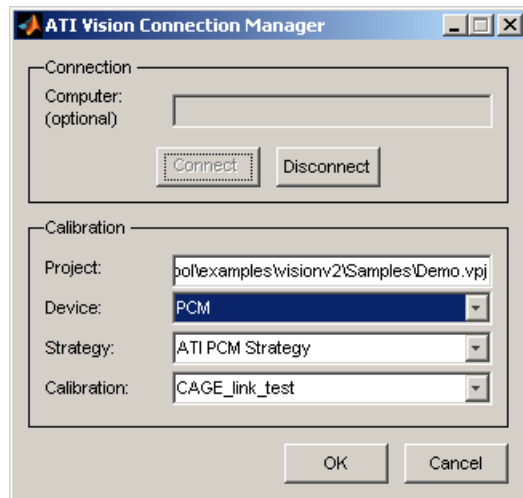 ATI Vision Connection Manager
Connection
Computer:
(optional)
Connect Disconnect
Calibration
Project: ool\examples\visionv2\Samples\Demo.vpj
Device: PCM
Strategy: ATI PCM Strategy
Calibration: CAGE_link_test
OK Cancel